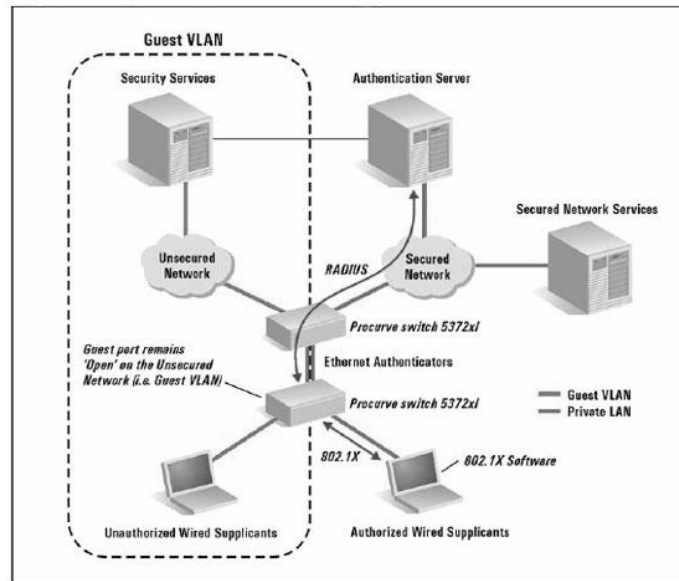 Guest VLAN
Security Services
Authentication Server
Secured Network Services
Unsecured
Network
RADIUS
Secured
Network
Procurve switch 5372xl
Guest port remains
'Open' on the Unsecured
Network (i.e. Guest VLAN)
Ethernet Authenticators
Procurve switch 5372xl
Guest VLAN
Private LAN
802.1X
802.1X Software
Unauthorized Wired Supplicants
Authorized Wired Supplicants